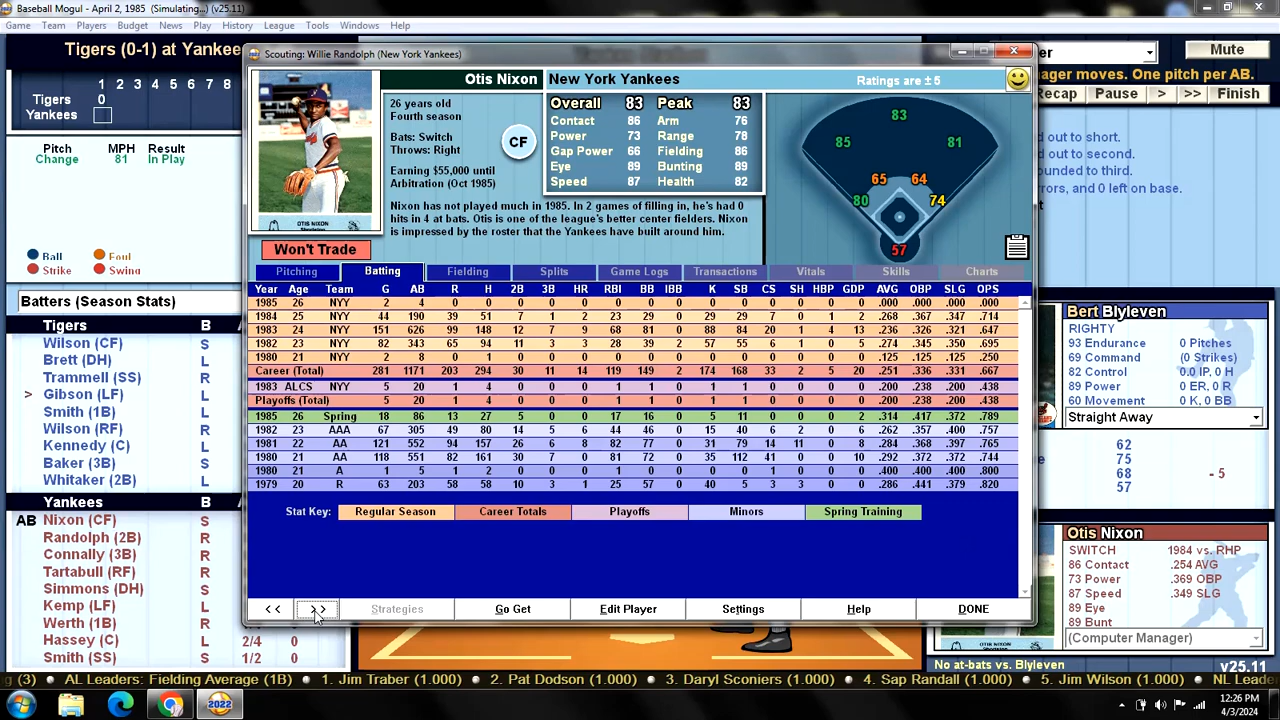 Baseball Mogul - April 2, 1985 (Simulating...) (v25.11)
Game Team Players Budget News Play History League Tools Windows Help
Tigers (0-1) at Yankee
1 2 3 4 5 6 7 8
Tigers 0
Yankees
Pitch MPH Result
Change 81 In Play
Ball Foul
Strike Swing
Batters (Season Stats)
Tigers B
Wilson (CF) S
Brett (DH) L
Trammell (SS) R
> Gibson (LF) L
Smith (1B) L
Wilson (RF) R
Kennedy (C) L
Baker (3B) S
Whitaker (2B) L
Yankees B
AB Nixon (CF) S
Randolph (2B) R
Connally (3B) R
Tartabull (RF) R
Simmons (DH) S
Kemp (LF) L
Werth (1B) R
Hassey (C) L 2/4 0
Smith (SS) S 1/2 0
Scouting: Willie Randolph (New York Yankees)
Otis Nixon
New York Yankees
Ratings are ± 5
26 years old
Fourth season
Bats: Switch
Throws: Right
Earning $55,000 until
Arbitration (Oct 1985)
CF
Overall 83 Peak 83
Contact 86 Arm 76
Power 73 Range 78
Gap Power 66 Fielding 86
Eye 89 Bunting 89
Speed 87 Health 82
Nixon has not played much in 1985. In 2 games of filling in, he's had 0
hits in 4 at bats. Otis is one of the league's better center fielders. Nixon
is impressed by the roster that the Yankees have built around him.
83
85 81
65 64
80 74
57
OTIS NIXON
Won't Trade
Pitching Batting Fielding Splits Game Logs Transactions Vitals Skills Charts
Year Age Team G AB R H 2B 3B HR RBI BB IBB K SB CS SH HBP GDP AVG OBP SLG OPS
1985 26 NYY 2 4 0 0 0 0 0 0 0 0 0 0 0 0 0 0 .000 .000 .000 .000
1984 25 NYY 44 190 39 51 7 1 2 23 29 0 29 29 7 0 1 2 .268 .367 .347 .714
1983 24 NYY 151 626 99 148 12 7 9 68 81 0 88 84 20 1 4 13 .236 .326 .321 .647
1982 23 NYY 82 343 65 94 11 3 3 28 39 2 57 55 6 1 0 5 .274 .345 .350 .695
1980 21 NYY 2 8 0 1 0 0 0 0 0 0 0 0 0 0 0 0 .125 .125 .125 .250
Career (Total) 281 1171 203 294 30 11 14 119 149 2 174 168 33 2 5 20 .251 .336 .331 .667
1983 ALCS NYY 5 20 1 4 0 0 0 1 1 0 1 1 0 0 0 0 .200 .238 .200 .438
Playoffs (Total) 5 20 1 4 0 0 0 1 1 0 1 1 0 0 0 0 .200 .238 .200 .438
1985 26 Spring 18 86 13 27 5 0 0 17 16 0 5 11 0 0 0 2 .314 .417 .372 .789
1982 23 AAA 67 305 49 80 14 5 6 44 46 0 15 40 6 2 0 6 .262 .357 .400 .757
1981 22 AA 121 552 94 157 26 6 8 82 77 0 31 79 14 11 0 8 .284 .368 .397 .765
1980 21 AA 118 551 82 161 30 7 0 81 72 0 35 112 41 0 0 10 .292 .372 .372 .744
1980 21 A 1 5 1 2 0 0 0 1 0 0 0 0 0 0 0 0 .400 .400 .400 .800
1979 20 R 63 203 58 58 10 3 1 25 57 0 40 5 3 3 0 0 .286 .441 .379 .820
Stat Key: Regular Season Career Totals Playoffs Minors Spring Training
<< >> Strategies Go Get Edit Player Settings Help DONE
er
Mute
nager moves. One pitch per AB.
Recap Pause > >> Finish
d out to short.
d out to second.
rounded to third.
rrors, and 0 left on base.
Bert Blyleven
RIGHTY
93 Endurance 0 Pitches
69 Command (0 Strikes)
82 Control 0.0 IP, 0 H
89 Power 0 ER, 0 R
60 Movement 0 K, 0 BB
Straight Away
62
75
68
57
- 5
Otis Nixon
SWITCH 1984 vs. RHP
86 Contact .254 AVG
73 Power .369 OBP
87 Speed .349 SLG
89 Eye
89 Bunt
(Computer Manager)
No at-bats vs. Blyleven
v25.11
g (3) AL Leaders: Fielding Average (1B) 1. Jim Traber (1.000) 2. Pat Dodson (1.000) 3. Daryl Sconiers (1.000) 4. Sap Randall (1.000) 5. Jim Wilson (1.000) NL Leade
2022
12:26 PM
4/3/2024